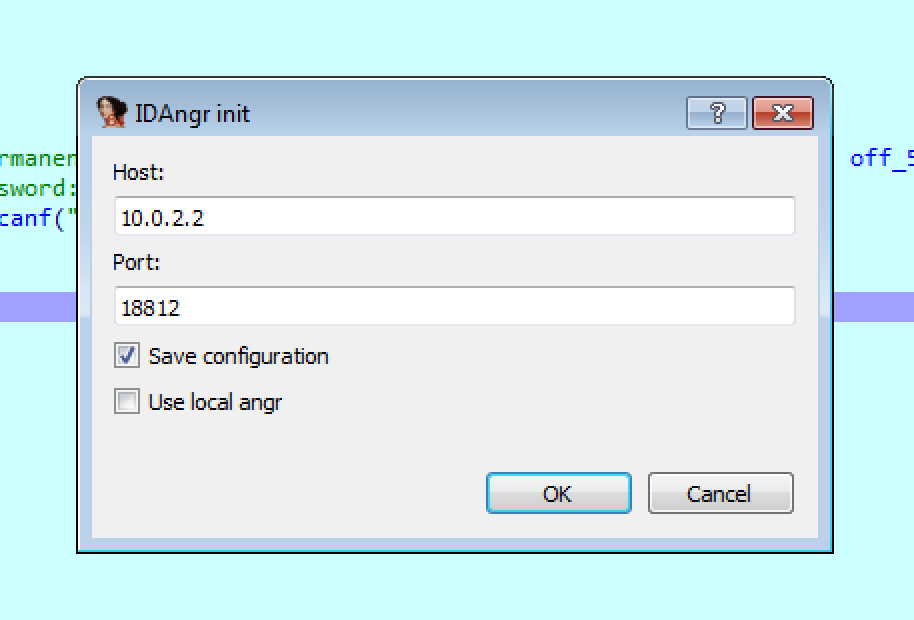 IDAngr init
rmanen
off_5
Host:
sword:
canf("
10.0.2.2
Port:
18812
Save configuration
Use local angr
OK
Cancel